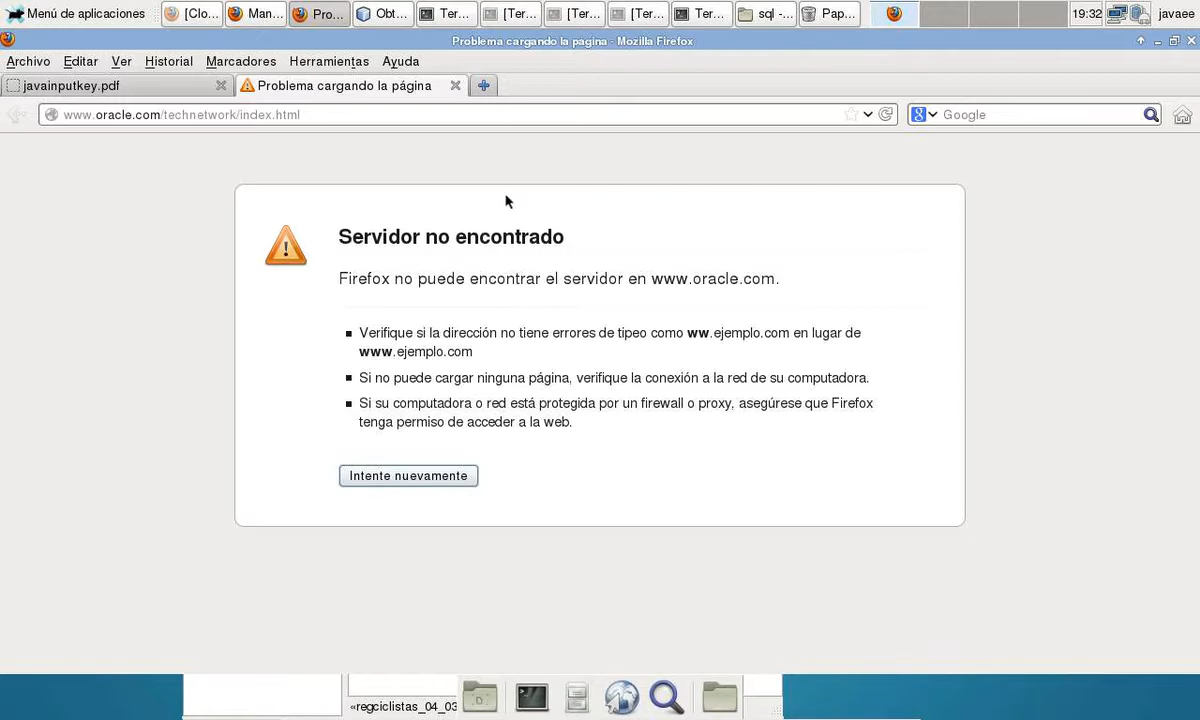 Menú de aplicaciones [Clo... Man... Pro... Obt... Ter... [Ter... [Ter... [Ter... Ter... sql -... Pap... 19:32 javaee
Problema cargando la pagina - Mozilla Firefox
Archivo Editar Ver Historial Marcadores Herramientas Ayuda
javainputkey.pdf Problema cargando la página
www.oracle.com/technetwork/index.html Google
Servidor no encontrado
Firefox no puede encontrar el servidor en www.oracle.com.
Verifique si la dirección no tiene errores de tipeo como ww.ejemplo.com en lugar de
www.ejemplo.com
Si no puede cargar ninguna página, verifique la conexión a la red de su computadora.
Si su computadora o red está protegida por un firewall o proxy, asegúrese que Firefox
tenga permiso de acceder a la web.
Intente nuevamente
«regciclistas_04_03